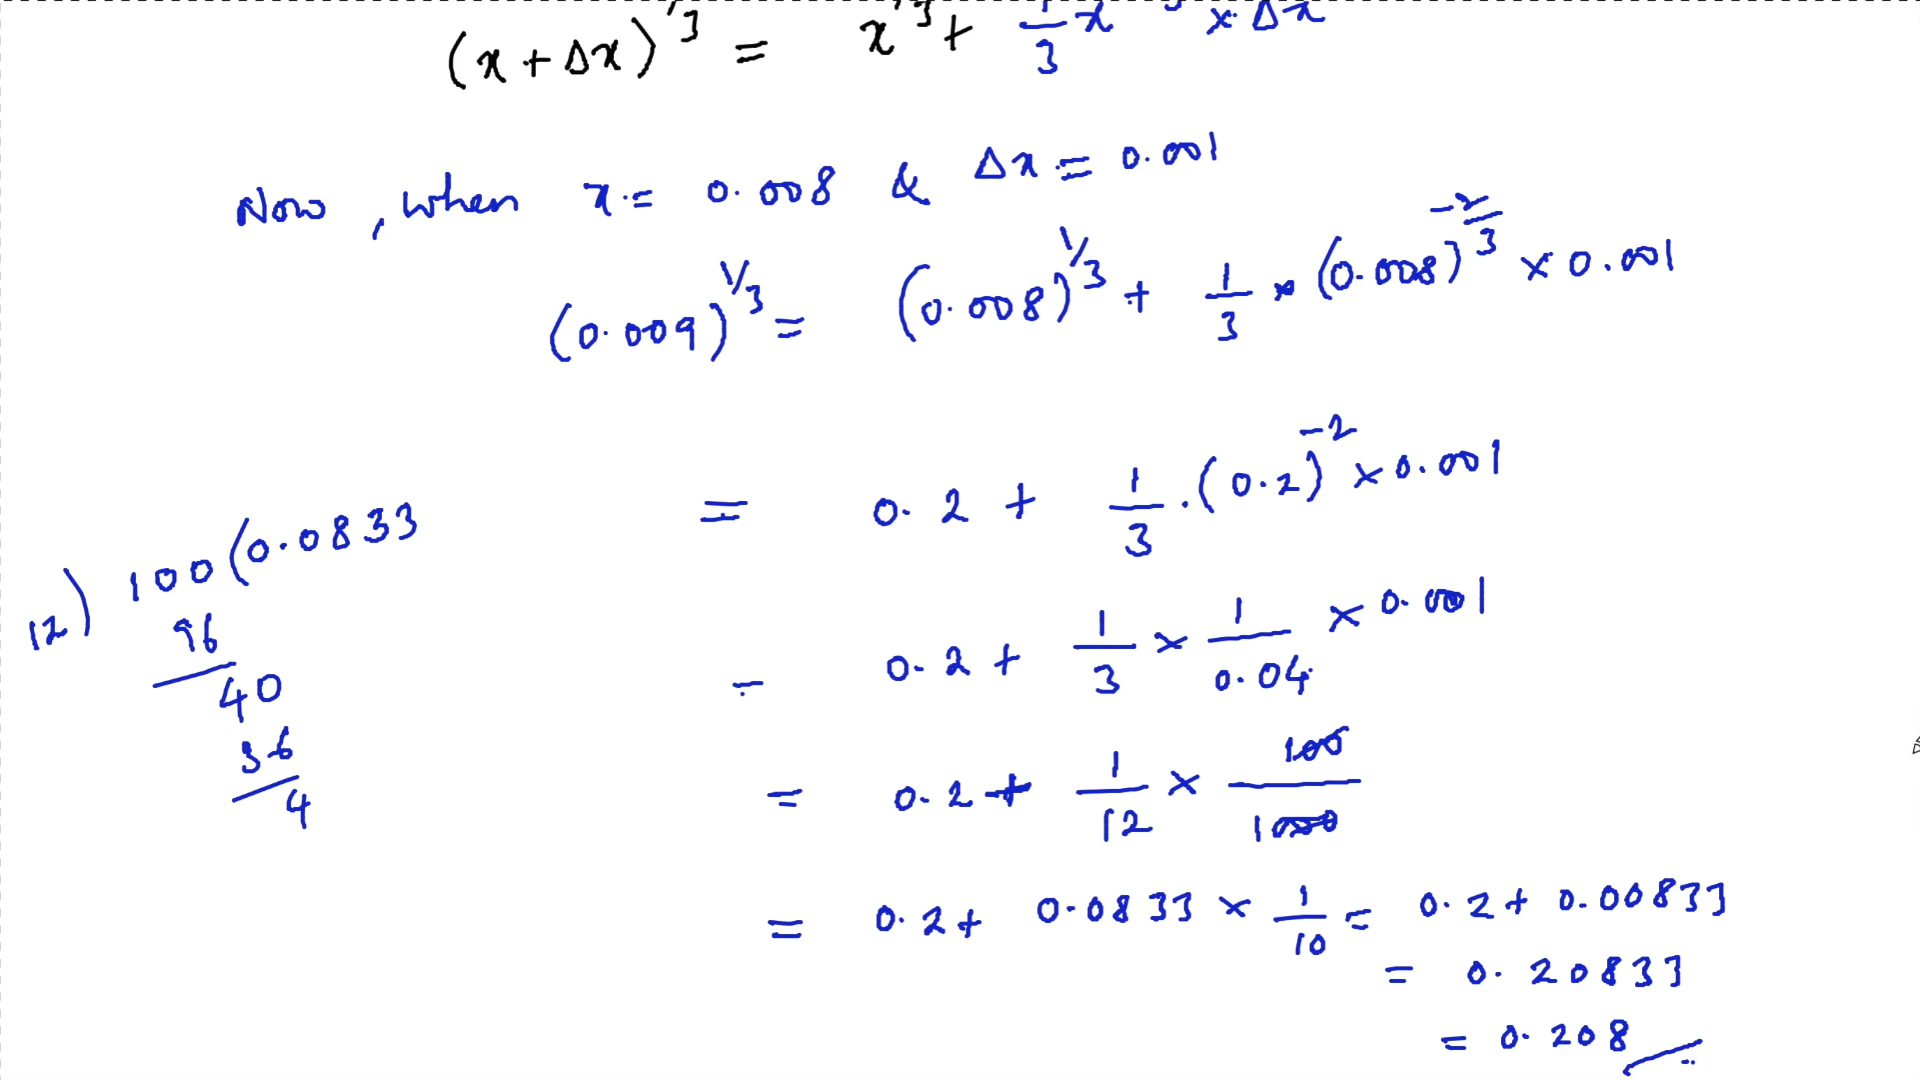 (x + Δx)^1/3 = x^1/3 + 1/3 x × Δx
Now, when x = 0.008 & Δx = 0.001
(0.009)^1/3 = (0.008)^1/3 + 1/3 × (0.008)^-2/3 × 0.001
= 0.2 + 1/3 . (0.2)^-2 × 0.001
= 0.2 + 1/3 × 1/0.04 × 0.001
= 0.2 + 1/12 × 100/1000
= 0.2 + 0.0833 × 1/10 = 0.2 + 0.00833
= 0.20833
= 0.208
12) 100 (0.0833
96
40
36
4